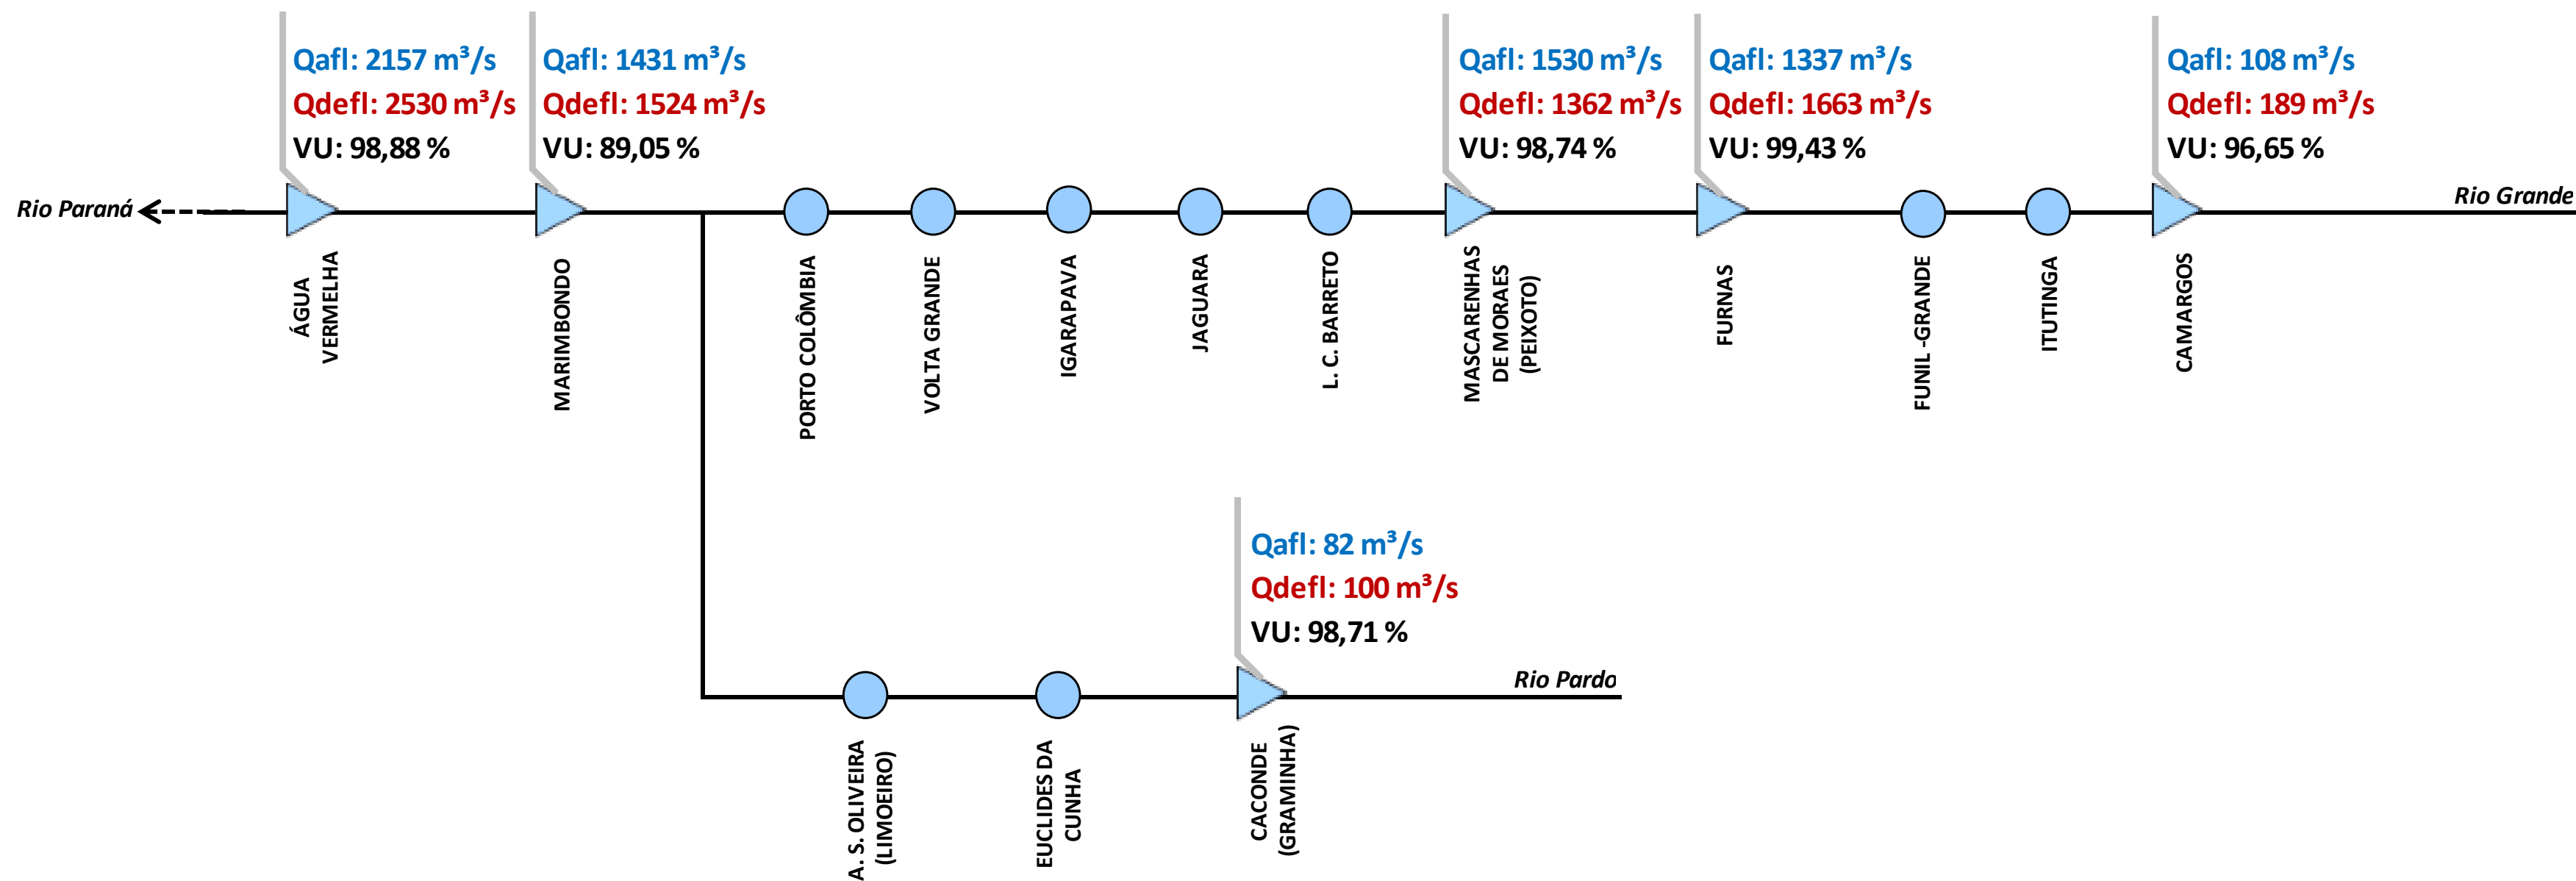 Qafl: 2157 m³/s
Qdefl: 2530 m³/s
VU: 98,88 %
Qafl: 1431 m³/s
Qdefl: 1524 m³/s
VU: 89,05 %
Qafl: 1530 m³/s
Qdefl: 1362 m³/s
VU: 98,74 %
Qafl: 1337 m³/s
Qdefl: 1663 m³/s
VU: 99,43 %
Qafl: 108 m³/s
Qdefl: 189 m³/s
VU: 96,65 %
Rio Paraná
Rio Grande
ÁGUA
VERMELHA
MARIMBONDO
PORTO COLÔMBIA
VOLTA GRANDE
IGARAPAVA
JAGUARA
L. C. BARRETO
MASCARENHAS
DE MORAES
(PEIXOTO)
FURNAS
FUNIL -GRANDE
ITUTINGA
CAMARGOS
Qafl: 82 m³/s
Qdefl: 100 m³/s
VU: 98,71 %
Rio Pardo
A. S. OLIVEIRA
(LIMOEIRO)
EUCLIDES DA
CUNHA
CACONDE
(GRAMINHA)